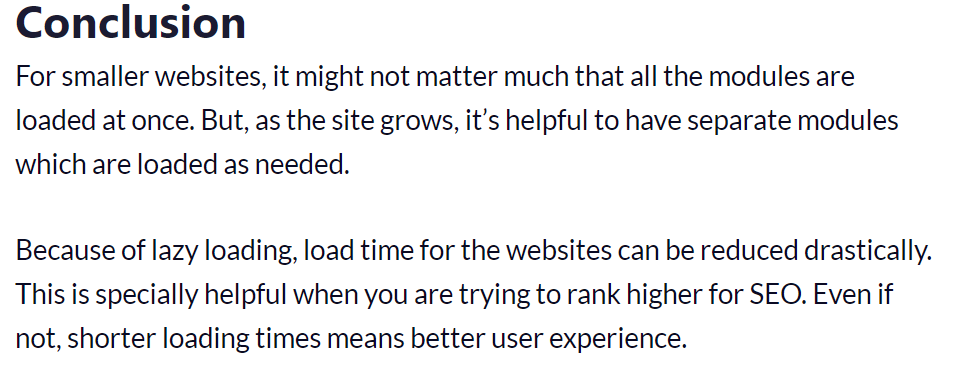 Conclusion
For smaller websites, it might not matter much that all the modules are
loaded at once. But, as the site grows, it’s helpful to have separate modules
which are loaded as needed.
Because of lazy loading, load time for the websites can be reduced drastically.
This is specially helpful when you are trying to rank higher for SEO. Even if
not, shorter loading times means better user experience.